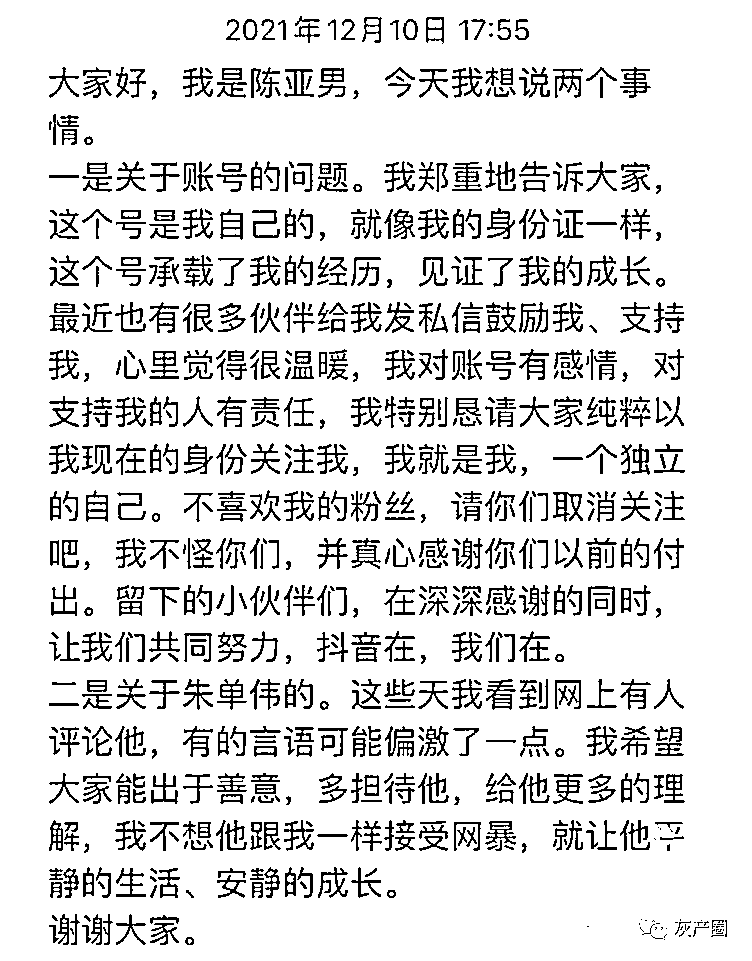 2021年12月10日 17:55
大家好，我是陈亚男，今天我想说两个事
情。
一是关于账号的问题。我郑重地告诉大家，
这个号是我自己的，就像我的身份证一样，
这个号承载了我的经历，见证了我的成长。
最近也有很多伙伴给我发私信鼓励我、支持
我，心里觉得很温暖，我对账号有感情，对
支持我的人有责任，我特别恳请大家纯粹以
我现在的身份关注我，我就是我，一个独立
的自己。不喜欢我的粉丝，请你们取消关注
吧，我不怪你们，并真心感谢你们以前的付
出。留下的小伙伴们，在深深感谢的同时，
让我们共同努力，抖音在，我们在。
二是关于朱单伟的。这些天我看到网上有人
评论他，有的言语可能偏激了一点。我希望
大家能出于善意，多担待他，给他更多的理
解，我不想他跟我一样接受网暴，就让他平
静的生活、安静的成长。
谢谢大家。
灰产圈